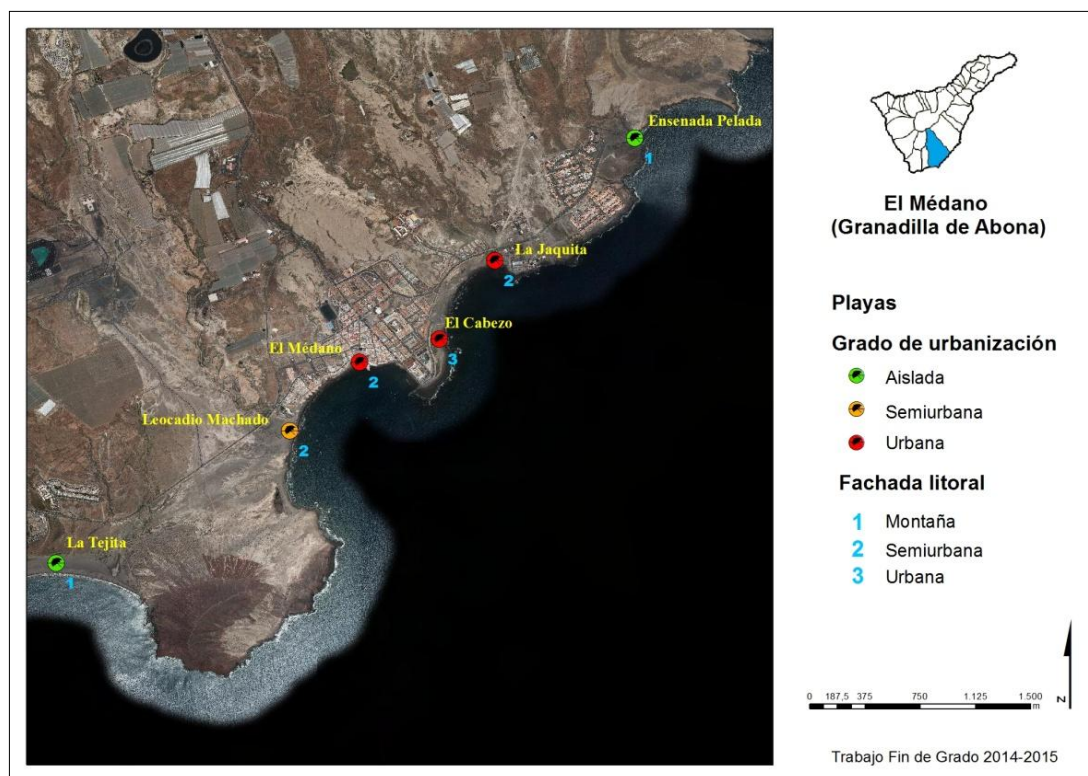 Ensenada Pelada
1
La Jaquita
2
El Cabezo
3
El Médano
2
Leocadio Machado
2
La Tejita
1
El Médano
(Granadilla de Abona)
Playas
Grado de urbanización
Aislada
Semiurbana
Urbana
Fachada litoral
1 Montaña
2 Semiurbana
3 Urbana
0 187,5 375 750 1.125 1.500
m
N
Trabajo Fin de Grado 2014-2015